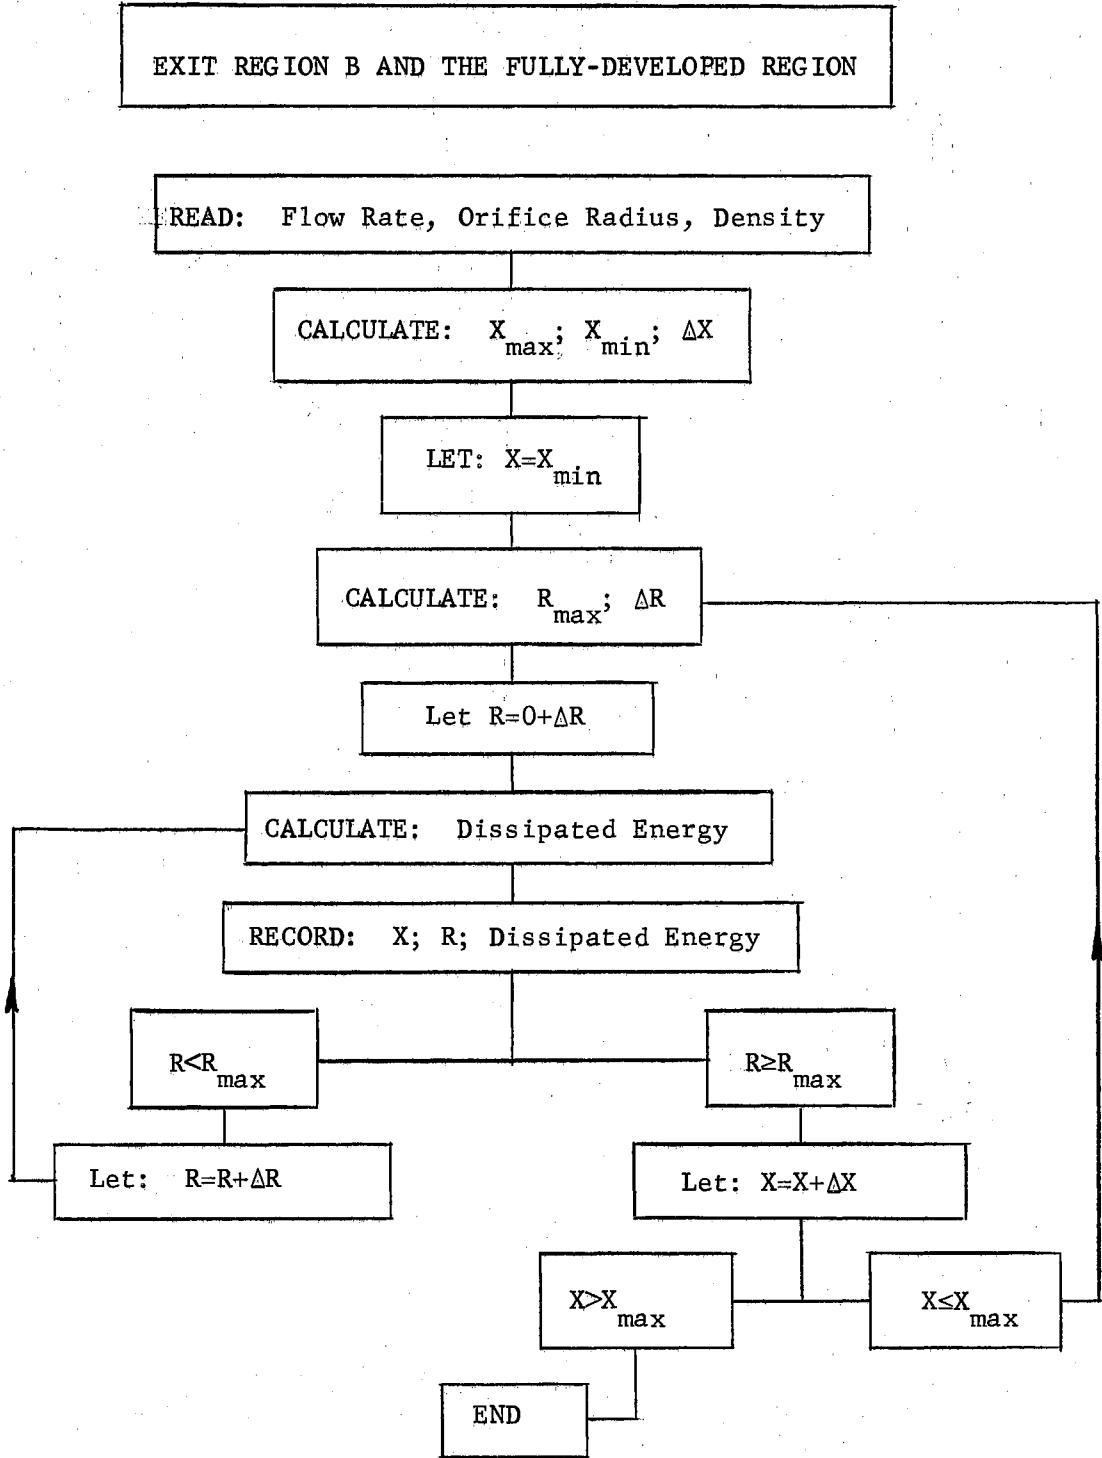 EXIT REGION B AND THE FULLY-DEVELOPED REGION
READ: Flow Rate, Orifice Radius, Density
CALCULATE: Xmax; Xmin; ΔX
LET: X=Xmin
CALCULATE: Rmax; ΔR
Let R=0+ΔR
CALCULATE: Dissipated Energy
RECORD: X; R; Dissipated Energy
R<Rmax
R≥Rmax
Let: R=R+ΔR
Let: X=X+ΔX
X>Xmax
X≤Xmax
END